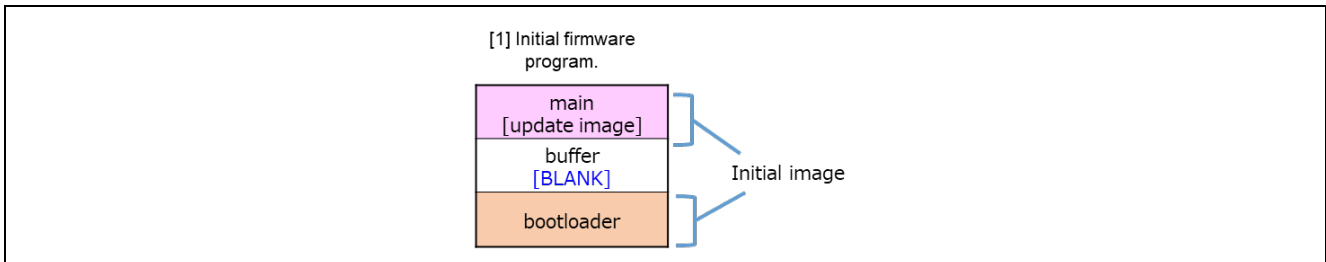 [1] Initial firmware
program.
main
[update image]
buffer
[BLANK]
Initial image
bootloader